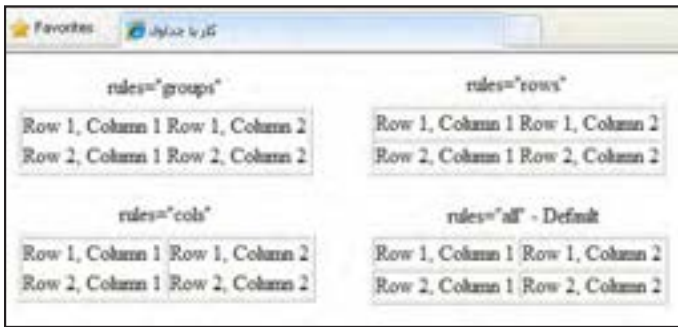 Favorites
کار با جداول
rules="groups"
Row 1, Column 1 Row 1, Column 2
Row 2, Column 1 Row 2, Column 2
rules="rows"
Row 1, Column 1 Row 1, Column 2
Row 2, Column 1 Row 2, Column 2
rules="cols"
Row 1, Column 1 Row 1, Column 2
Row 2, Column 1 Row 2, Column 2
rules="all" - Default
Row 1, Column 1 Row 1, Column 2
Row 2, Column 1 Row 2, Column 2